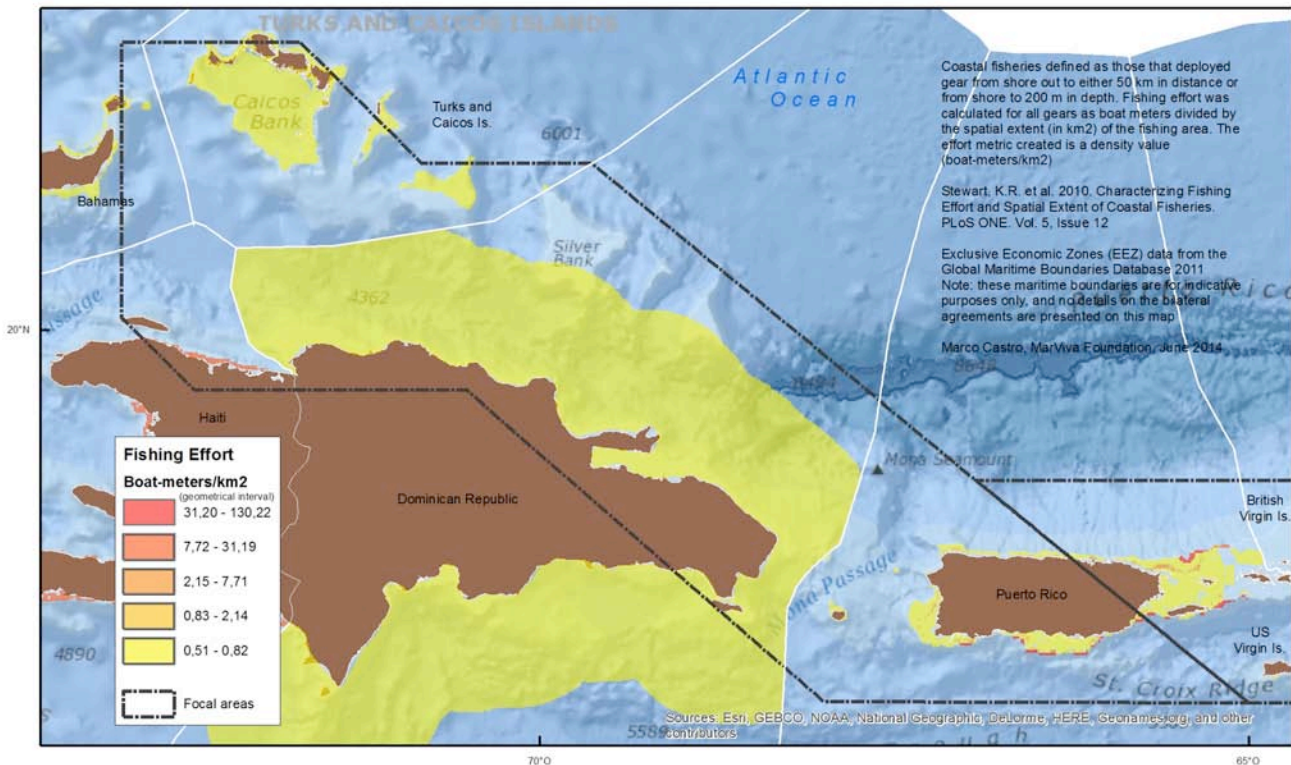 TURKS AND CAICOS ISLANDS
Caicos
Bank
Turks and
Caicos Is.
Atlantic
Ocean
6001
Bahamas
Silver
Bank
4362
Coastal fisheries defined as those that deployed
gear from shore out to either 50 km in distance or
from shore to 200 m in depth. Fishing effort was
calculated for all gears as boat meters divided by
the spatial extent (in km2) of the fishing area. The
effort metric created is a density value
(boat-meters/km2)
Stewart, K.R. et al. 2010. Characterizing Fishing
Effort and Spatial Extent of Coastal Fisheries.
PLoS ONE. Vol. 5, Issue 12
Exclusive Economic Zones (EEZ) data from the
Global Maritime Boundaries Database 2011
Note: these maritime boundaries are for indicative
purposes only, and no details on the bilateral
agreements are presented on this map
Marco Castro, MarViva Foundation, June 2014
20°N
8648
Haiti
Mona Seamount
Dominican Republic
British
Virgin Is.
Mona Passage
Puerto Rico
US
Virgin Is.
St. Croix Ridge
4890
5589
Fishing Effort
Boat-meters/km2
(geometrical interval)
31,20 - 130,22
7,72 - 31,19
2,15 - 7,71
0,83 - 2,14
0,51 - 0,82
Focal areas
Sources: Esri, GEBCO, NOAA, National Geographic, DeLorme, HERE, Geonames.org, and other
contributors
70°O
65°O